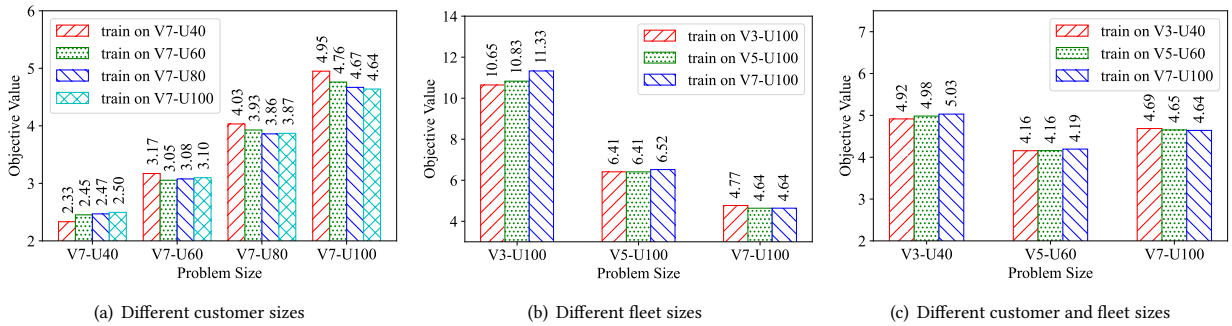 6
5
4
3
2
Objective Value
train on V7-U40
train on V7-U60
train on V7-U80
train on V7-U100
2.33
2.45
2.47
2.50
3.17
3.05
3.08
3.10
4.03
3.93
3.86
3.87
4.95
4.76
4.67
4.64
V7-U40 V7-U60 V7-U80 V7-U100
Problem Size
(a) Different customer sizes
14
12
10
8
6
4
Objective Value
train on V3-U100
train on V5-U100
train on V7-U100
10.65
10.83
11.33
6.41
6.41
6.52
4.77
4.64
4.64
V3-U100 V5-U100 V7-U100
Problem Size
(b) Different fleet sizes
7
6
5
4
3
2
Objective Value
train on V3-U40
train on V5-U60
train on V7-U100
4.92
4.98
5.03
4.16
4.16
4.19
4.69
4.65
4.64
V3-U40 V5-U60 V7-U100
Problem Size
(c) Different customer and fleet sizes